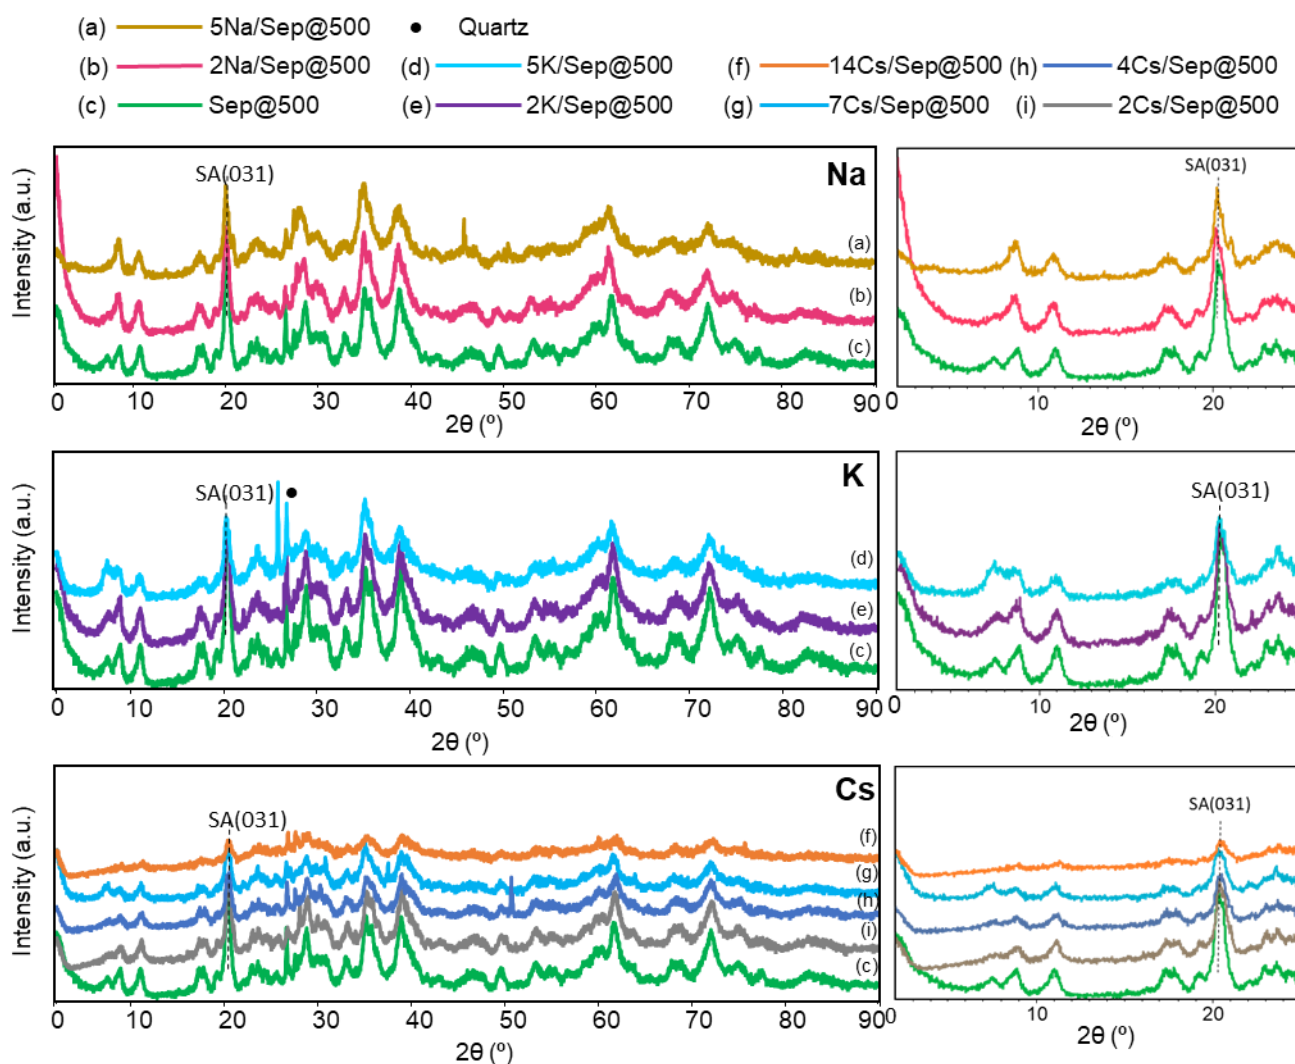 (a) 5Na/Sep@500 ● Quartz
(b) 2Na/Sep@500 (d) 5K/Sep@500 (f) 14Cs/Sep@500 (h) 4Cs/Sep@500
(c) Sep@500 (e) 2K/Sep@500 (g) 7Cs/Sep@500 (i) 2Cs/Sep@500
Intensity (a.u.)
SA(031)
Na
(a)
(b)
(c)
0 10 20 30 40 50 60 70 80 90
2θ (º)
SA(031)
0 10 20
2θ (º)
Intensity (a.u.)
SA(031) ●
K
(d)
(e)
(c)
0 10 20 30 40 50 60 70 80 90
2θ (º)
SA(031)
0 10 20
2θ (º)
Intensity (a.u.)
SA(031)
Cs
(f)
(g)
(h)
(i)
(c)
0 10 20 30 40 50 60 70 80 90
2θ (º)
SA(031)
0 10 20
2θ (º)